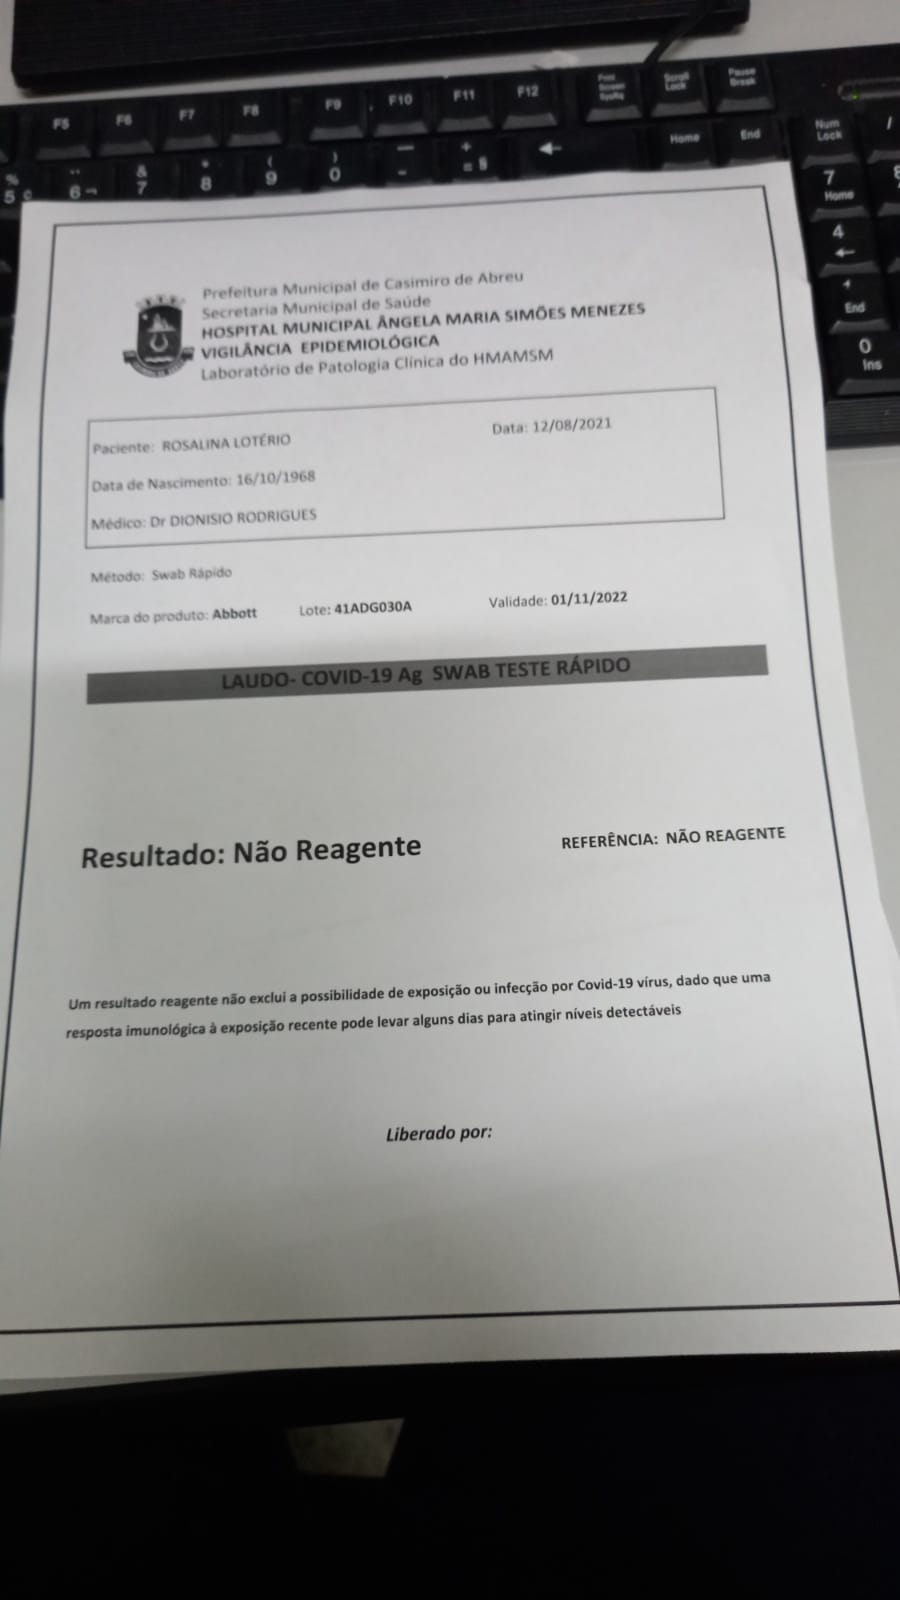 F5 F6 F7 F8 F9 F10 F11 F12 Print Screen SysRq Scroll Lock Pause Break
% 5 ¢ ¨ 6 ¬ & 7 * 8 ( 9 ) 0 — - + = § ← Home End Num Lock /
7 Home 8
4 ←
1 End
0 Ins
Prefeitura Municipal de Casimiro de Abreu
Secretaria Municipal de Saúde
HOSPITAL MUNICIPAL ÂNGELA MARIA SIMÕES MENEZES
VIGILÂNCIA EPIDEMIOLÓGICA
Laboratório de Patologia Clínica do HMAMSM
Paciente: ROSALINA LOTÉRIO Data: 12/08/2021
Data de Nascimento: 16/10/1968
Médico: Dr DIONISIO RODRIGUES
Método: Swab Rápido
Marca do produto: Abbott Lote: 41ADG030A Validade: 01/11/2022
LAUDO- COVID-19 Ag SWAB TESTE RÁPIDO
Resultado: Não Reagente REFERÊNCIA: NÃO REAGENTE
Um resultado reagente não exclui a possibilidade de exposição ou infecção por Covid-19 vírus, dado que uma
resposta imunológica à exposição recente pode levar alguns dias para atingir níveis detectáveis
Liberado por: